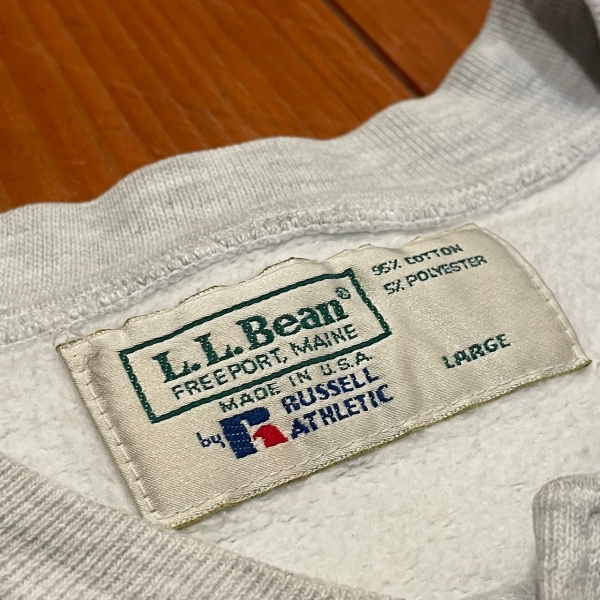 L.L.Bean®
FREEPORT, MAINE
MADE IN U.S.A.
by RUSSELL
ATHLETIC
95% COTTON
5% POLYESTER
LARGE